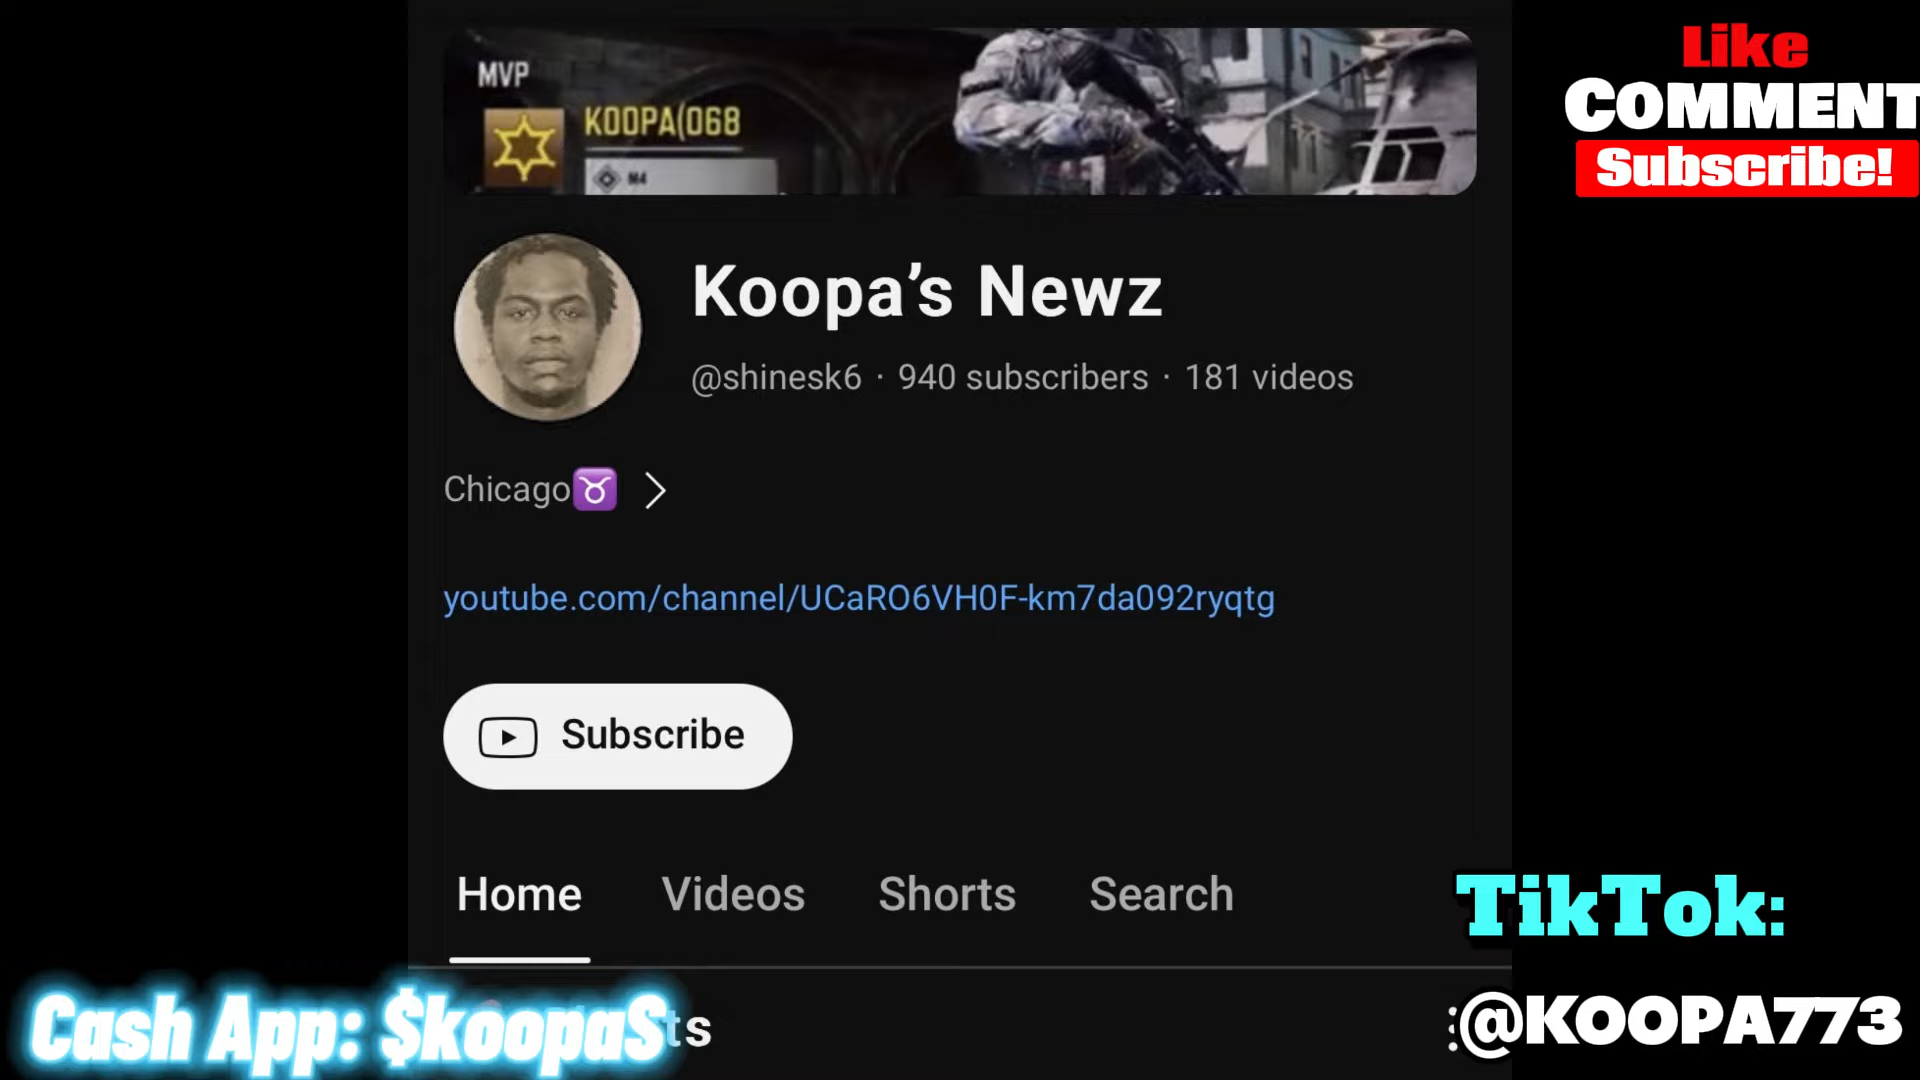 MVP
KOOPA(068
M4
Like
COMMENT
Subscribe!
Koopa’s Newz
@shinesk6 · 940 subscribers · 181 videos
Chicago♉ >
youtube.com/channel/UCaRO6VH0F-km7da092ryqtg
Subscribe
Home Videos Shorts Search
TikTok:
@KOOPA773
Cash App: $koopaS